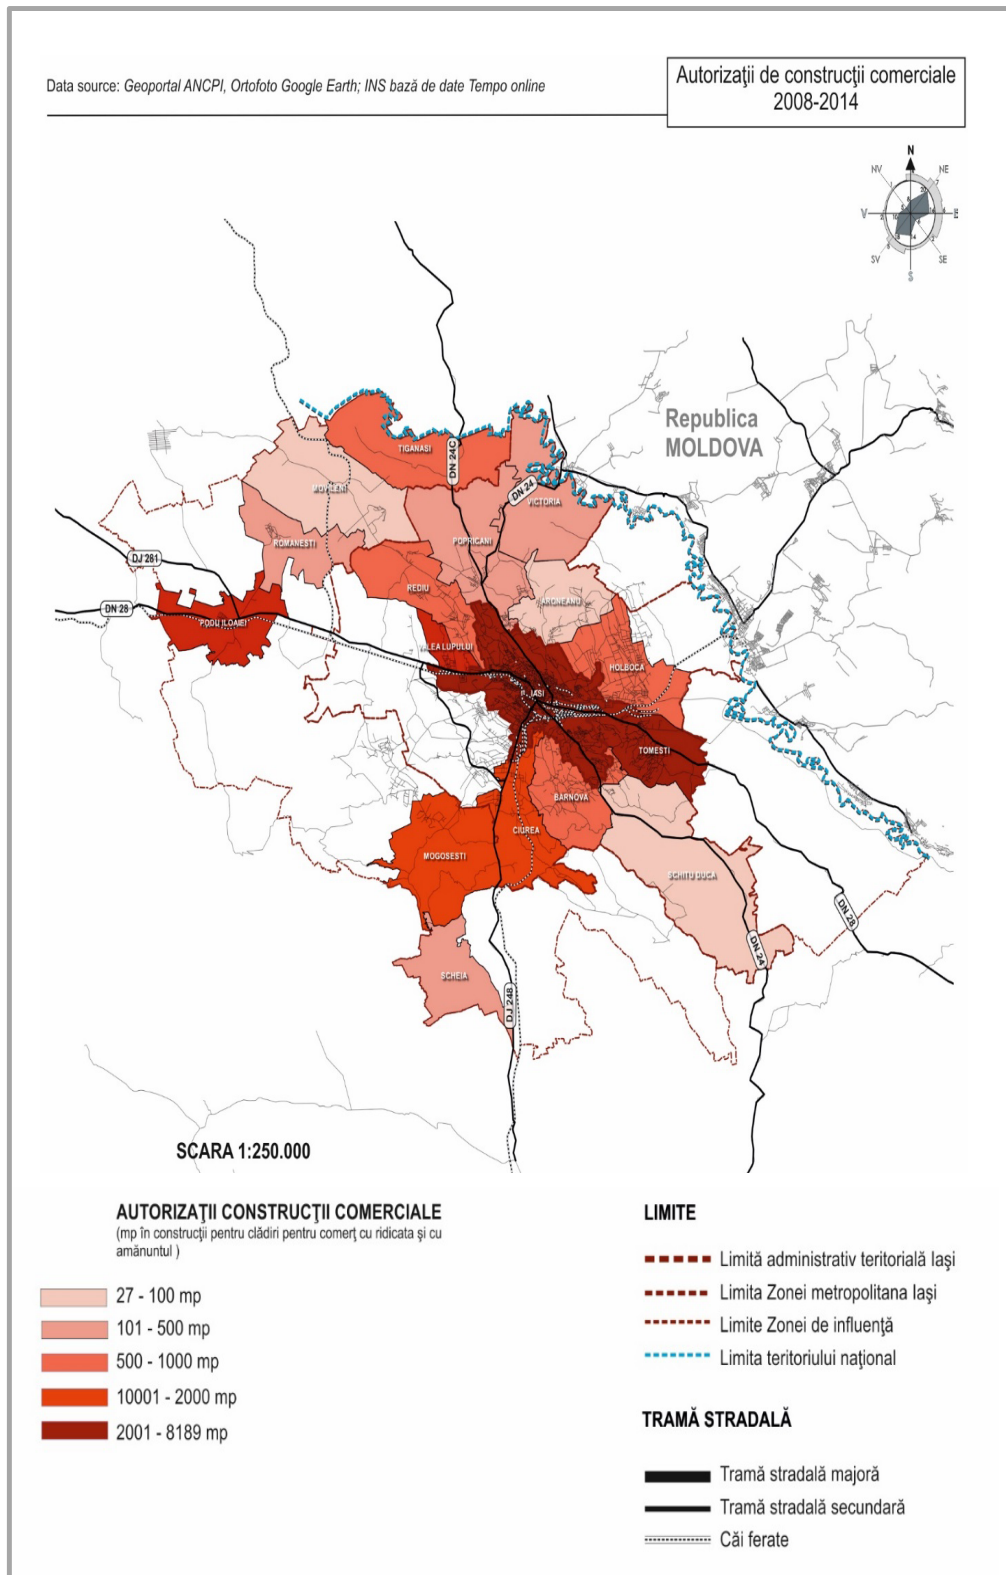 Data source: Geoportal ANCPI, Ortofoto Google Earth; INS bază de date Tempo online
Autorizaţii de construcţii comerciale
2008-2014
N
NV
NE
V
E
SV
SE
S
Republica
MOLDOVA
TIGANASI
DN 24C
DN 24
VICTORIA
MOVILENI
POPRICANI
ROMANESTI
DJ 281
REDIU
ARONEANU
DN 28
PODU ILOAIEI
VALEA LUPULUI
HOLBOCA
IASI
TOMESTI
BARNOVA
CIUREA
MOGOSESTI
SCHITU DUCA
DN 28
DN 24
SCHEIA
DJ 248
SCARA 1:250.000
AUTORIZAŢII CONSTRUCŢII COMERCIALE
(mp în construcţii pentru clădiri pentru comerţ cu ridicata şi cu
amănuntul )
27 - 100 mp
101 - 500 mp
500 - 1000 mp
10001 - 2000 mp
2001 - 8189 mp
LIMITE
Limită administrativ teritorială Iaşi
Limita Zonei metropolitana Iaşi
Limite Zonei de influenţă
Limita teritoriului naţional
TRAMĂ STRADALĂ
Tramă stradală majoră
Tramă stradală secundară
Căi ferate